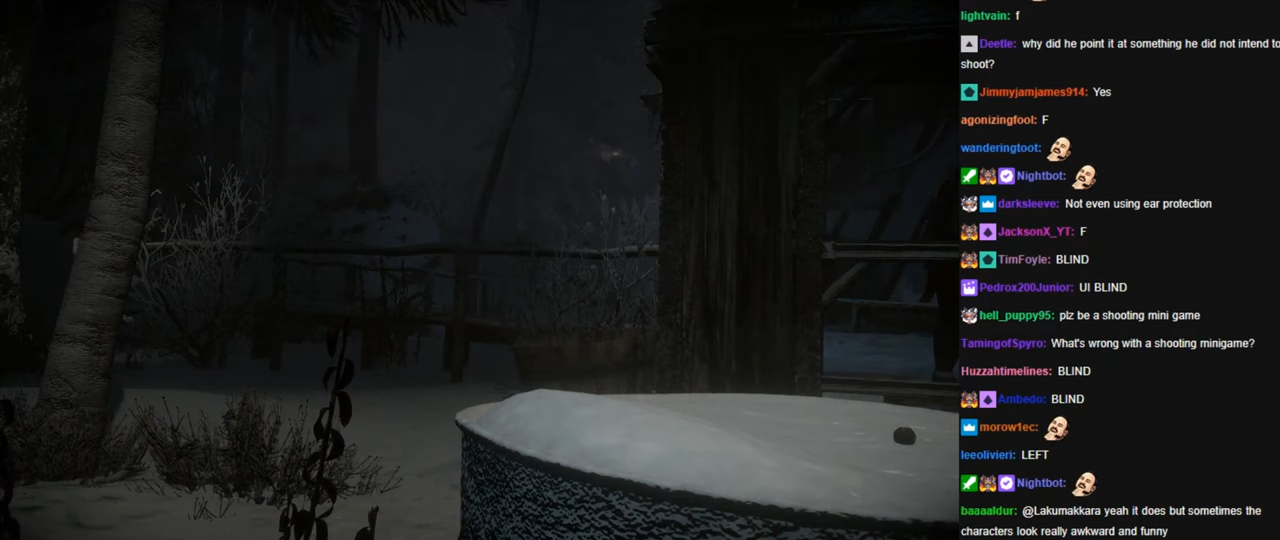 lightvain: f
Deetle: why did he point it at something he did not intend to
shoot?
Jimmyjamjames914: Yes
agonizingfool: F
wanderingtoot:
Nightbot:
darksleeve: Not even using ear protection
JacksonX_YT: F
TimFoyle: BLIND
Pedrox200Junior: UI BLIND
hell_puppy95: plz be a shooting mini game
TamingofSpyro: What's wrong with a shooting minigame?
Huzzahtimelines: BLIND
Ambedo: BLIND
morow1ec:
leeolivieri: LEFT
Nightbot:
baaaaldur: @Lakumakkara yeah it does but sometimes the
characters look really awkward and funny